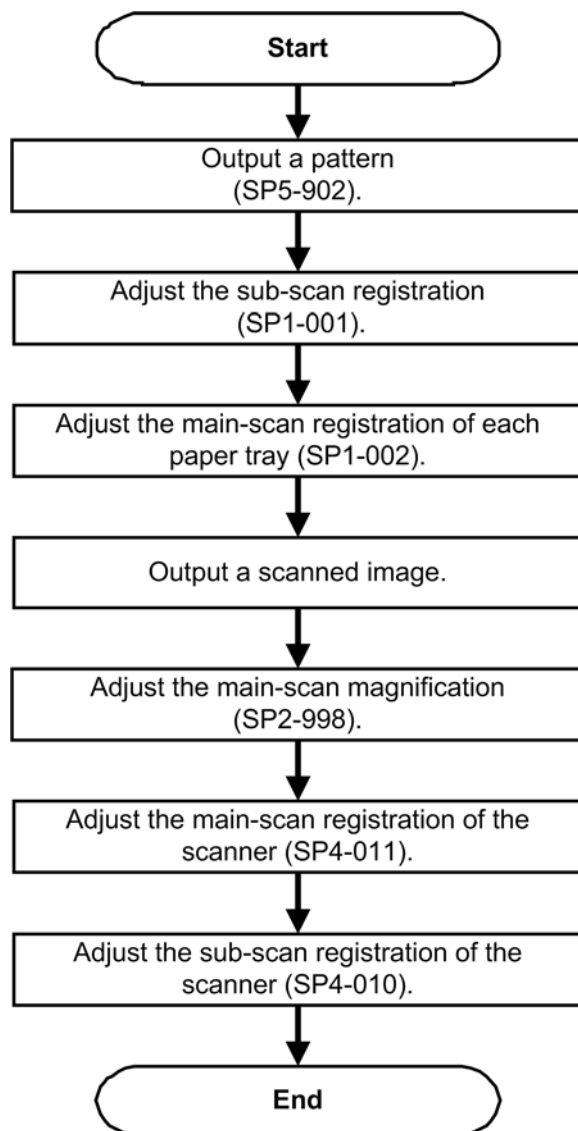 Start
Output a pattern
(SP5-902).
Adjust the sub-scan registration
(SP1-001).
Adjust the main-scan registration of each
paper tray (SP1-002).
Output a scanned image.
Adjust the main-scan magnification
(SP2-998).
Adjust the main-scan registration of the
scanner (SP4-011).
Adjust the sub-scan registration of the
scanner (SP4-010).
End